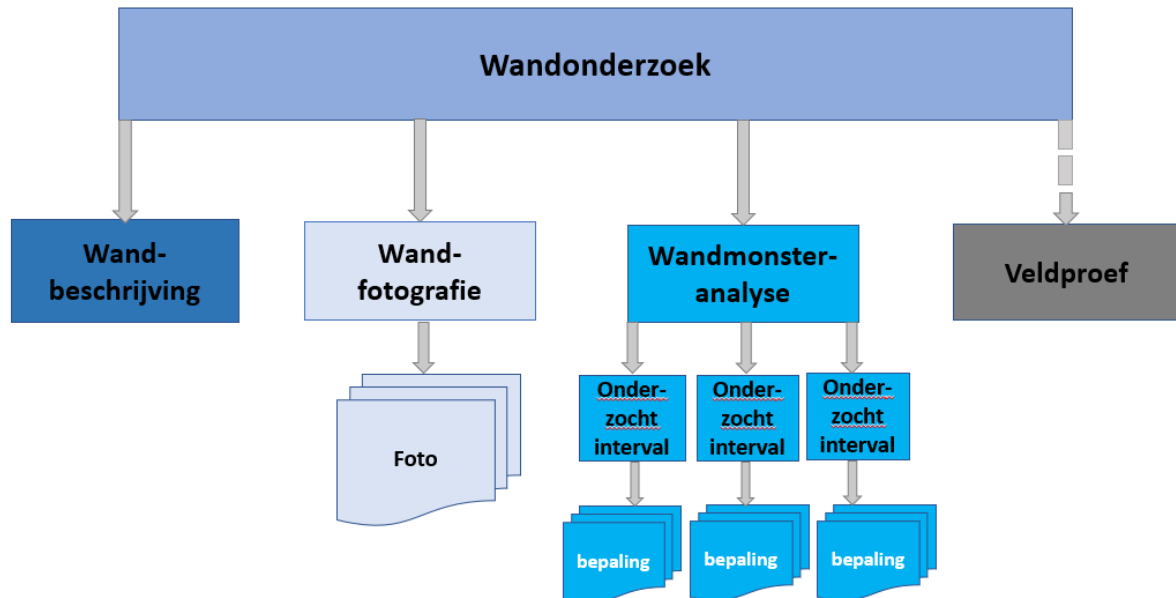 Wandonderzoek
Wand-
beschrijving
Wand-
fotografie
Wandmonster-
analyse
Veldproef
Foto
Onder-
zocht
interval
Onder-
zocht
interval
Onder-
zocht
interval
bepaling
bepaling
bepaling